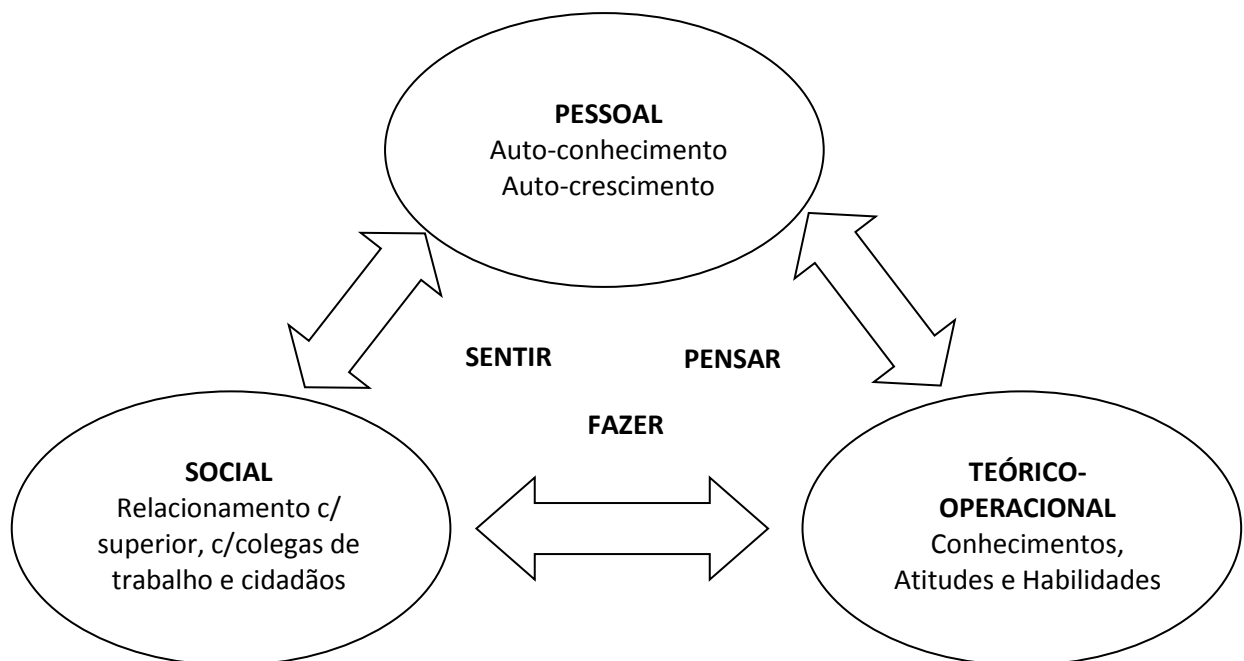 PESSOAL
Auto-conhecimento
Auto-crescimento
SENTIR
PENSAR
FAZER
SOCIAL
Relacionamento c/
superior, c/colegas de
trabalho e cidadãos
TEÓRICO-
OPERACIONAL
Conhecimentos,
Atitudes e Habilidades